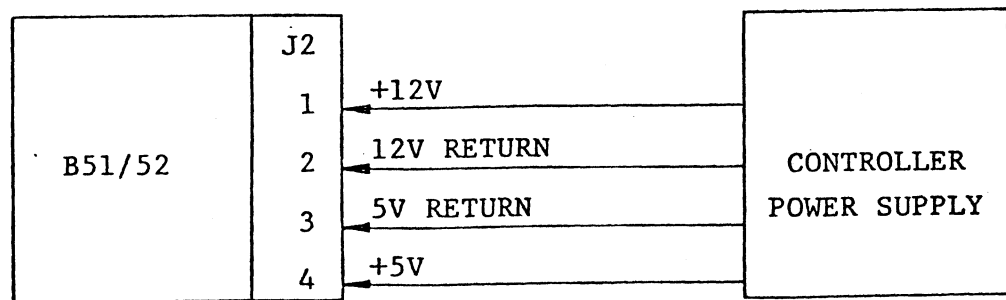 J2
1
+12V
B51/52
2
12V RETURN
CONTROLLER
POWER SUPPLY
3
5V RETURN
4
+5V